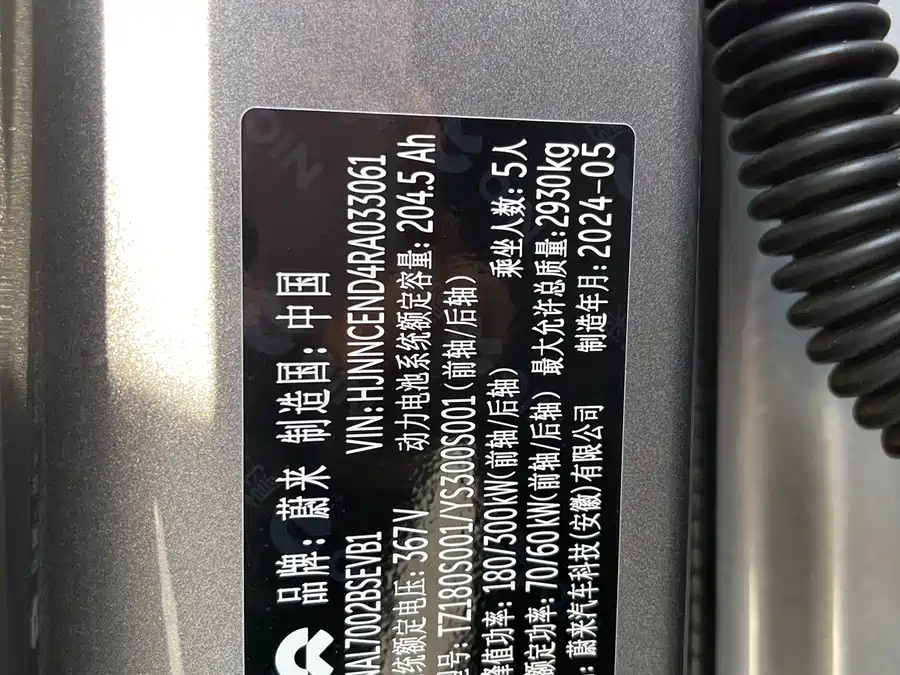 品牌: 蔚来 制造国: 中国
NAL7002BSEVB1 VIN:HJNNCEND4RA033061
统额定电压: 367V 动力电池系统额定容量: 204.5 Ah
型号: TZ180S001/YS300S001(前轴/后轴)
峰值功率: 180/300kW(前轴/后轴) 乘坐人数: 5人
额定功率: 70/60kW(前轴/后轴) 最大允许总质量:2930kg
: 蔚来汽车科技(安徽)有限公司 制造年月: 2024-05
NIO